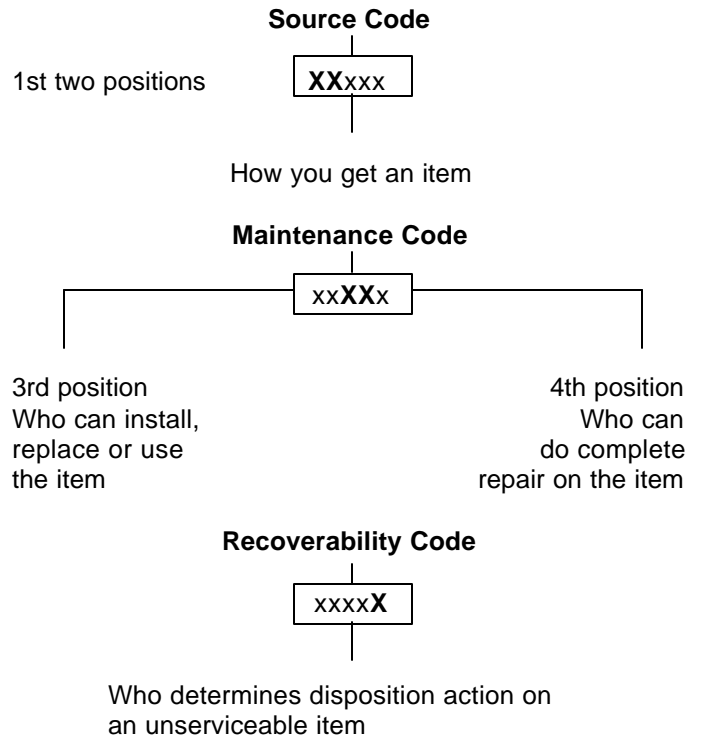 Source Code
1st two positions
XXxxx
How you get an item
Maintenance Code
xxXXx
3rd position
Who can install,
replace or use
the item
4th position
Who can
do complete
repair on the item
Recoverability Code
xxxxX
Who determines disposition action on
an unserviceable item